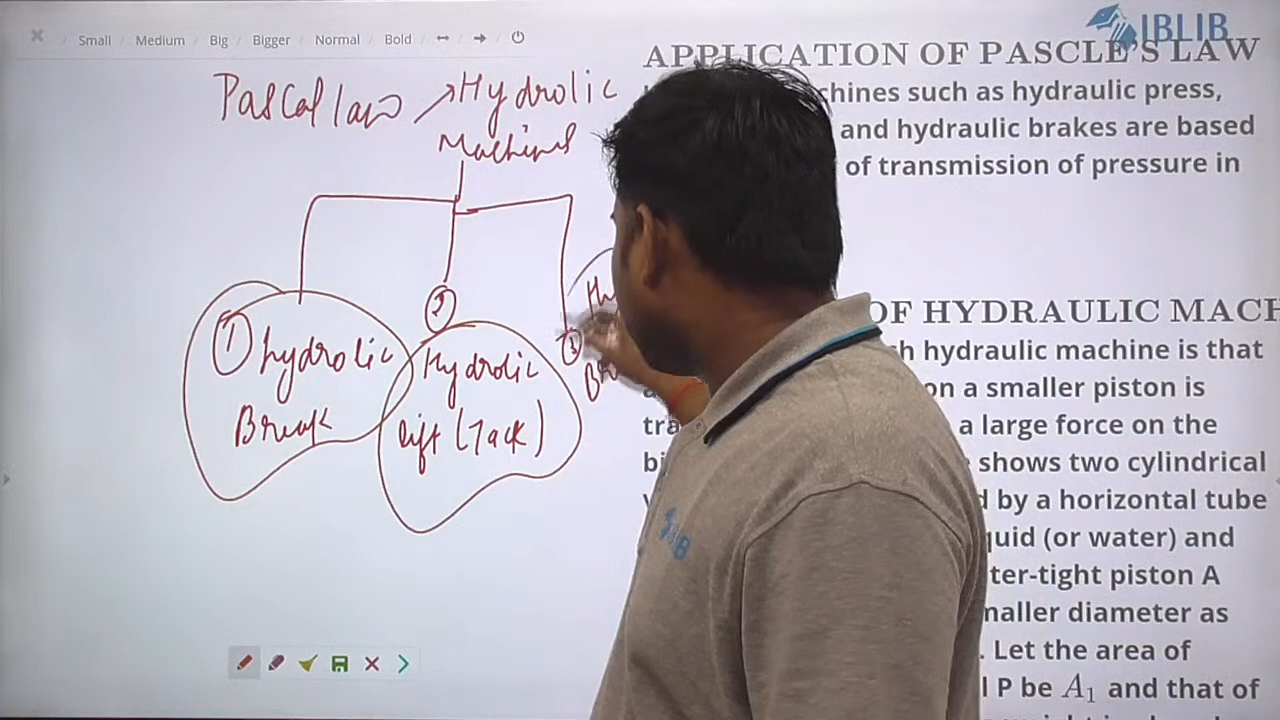 Small / Medium / Big / Bigger / Normal / Bold
IBLIB
Pascal law → Hydrolic
Machine
① hydrolic
Break
②
Hydrolic
lift (Jack)
③
APPLICATION OF PASCLE'S LAW
chines such as hydraulic press,
and hydraulic brakes are based
of transmission of pressure in
OF HYDRAULIC MACH
h hydraulic machine is that
on a smaller piston is
tra a large force on the
bi shows two cylindrical
d by a horizontal tube
quid (or water) and
ter-tight piston A
naller diameter as
. Let the area of
l P be A₁ and that of